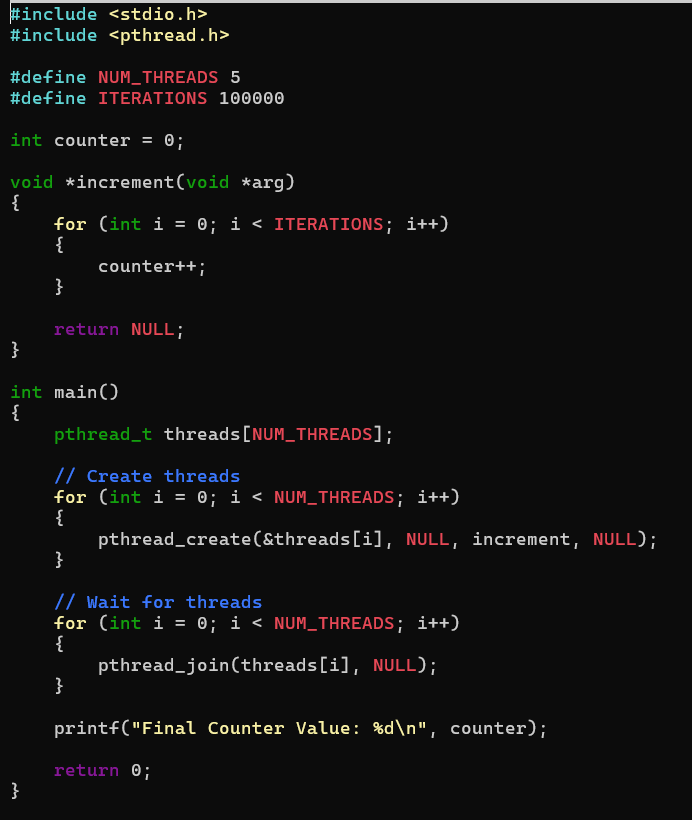 #include <stdio.h>
#include <pthread.h>

#define NUM_THREADS 5
#define ITERATIONS 100000

int counter = 0;

void *increment(void *arg)
{
    for (int i = 0; i < ITERATIONS; i++)
    {
        counter++;
    }

    return NULL;
}

int main()
{
    pthread_t threads[NUM_THREADS];

    // Create threads
    for (int i = 0; i < NUM_THREADS; i++)
    {
        pthread_create(&threads[i], NULL, increment, NULL);
    }

    // Wait for threads
    for (int i = 0; i < NUM_THREADS; i++)
    {
        pthread_join(threads[i], NULL);
    }

    printf("Final Counter Value: %d\n", counter);

    return 0;
}